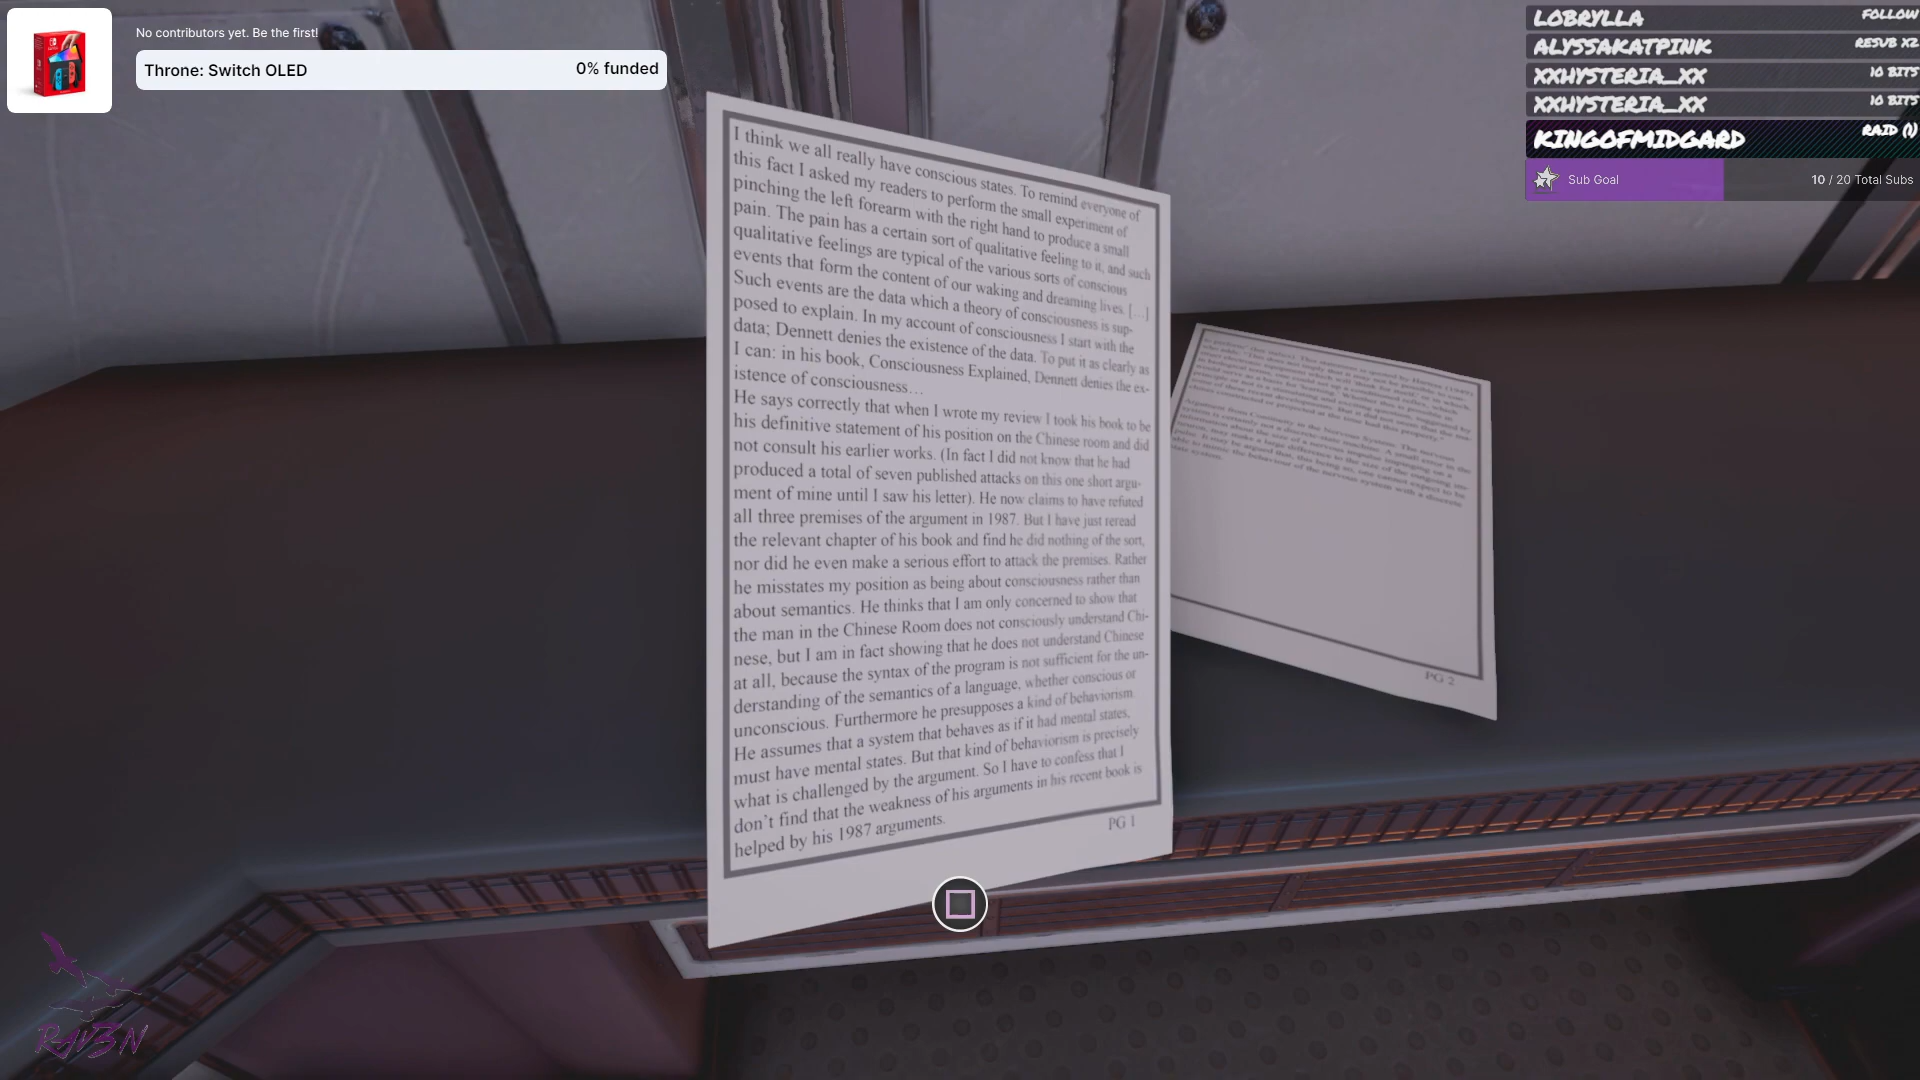 No contributors yet. Be the first!
Throne: Switch OLED
0% funded
LOBRYLLA
FOLLOW
ALYSSAKATPINK
RESUB X2
XXHYSTERIA_XX
10 BITS
XXHYSTERIA_XX
10 BITS
KINGOFMIDGARD
RAID (1)
Sub Goal
10 / 20 Total Subs
I think we all really have conscious states. To remind everyone of
this fact I asked my readers to perform the small experiment of
pinching the left forearm with the right hand to produce a small
pain. The pain has a certain sort of qualitative feeling to it, and such
qualitative feelings are typical of the various sorts of conscious
events that form the content of our waking and dreaming lives. [...]
Such events are the data which a theory of consciousness is sup-
posed to explain. In my account of consciousness I start with the
data; Dennett denies the existence of the data. To put it as clearly as
I can: in his book, Consciousness Explained, Dennett denies the ex-
istence of consciousness…
He says correctly that when I wrote my review I took his book to be
his definitive statement of his position on the Chinese room and did
not consult his earlier works. (In fact I did not know that he had
produced a total of seven published attacks on this one short argu-
ment of mine until I saw his letter). He now claims to have refuted
all three premises of the argument in 1987. But I have just reread
the relevant chapter of his book and find he did nothing of the sort,
nor did he even make a serious effort to attack the premises. Rather
he misstates my position as being about consciousness rather than
about semantics. He thinks that I am only concerned to show that
the man in the Chinese Room does not consciously understand Chi-
nese, but I am in fact showing that he does not understand Chinese
at all, because the syntax of the program is not sufficient for the un-
derstanding of the semantics of a language, whether conscious or
unconscious. Furthermore he presupposes a kind of behaviorism.
He assumes that a system that behaves as if it had mental states,
must have mental states. But that kind of behaviorism is precisely
what is challenged by the argument. So I have to confess that I
don't find that the weakness of his arguments in his recent book is
helped by his 1987 arguments.
PG 1
PG 2
RAV3N